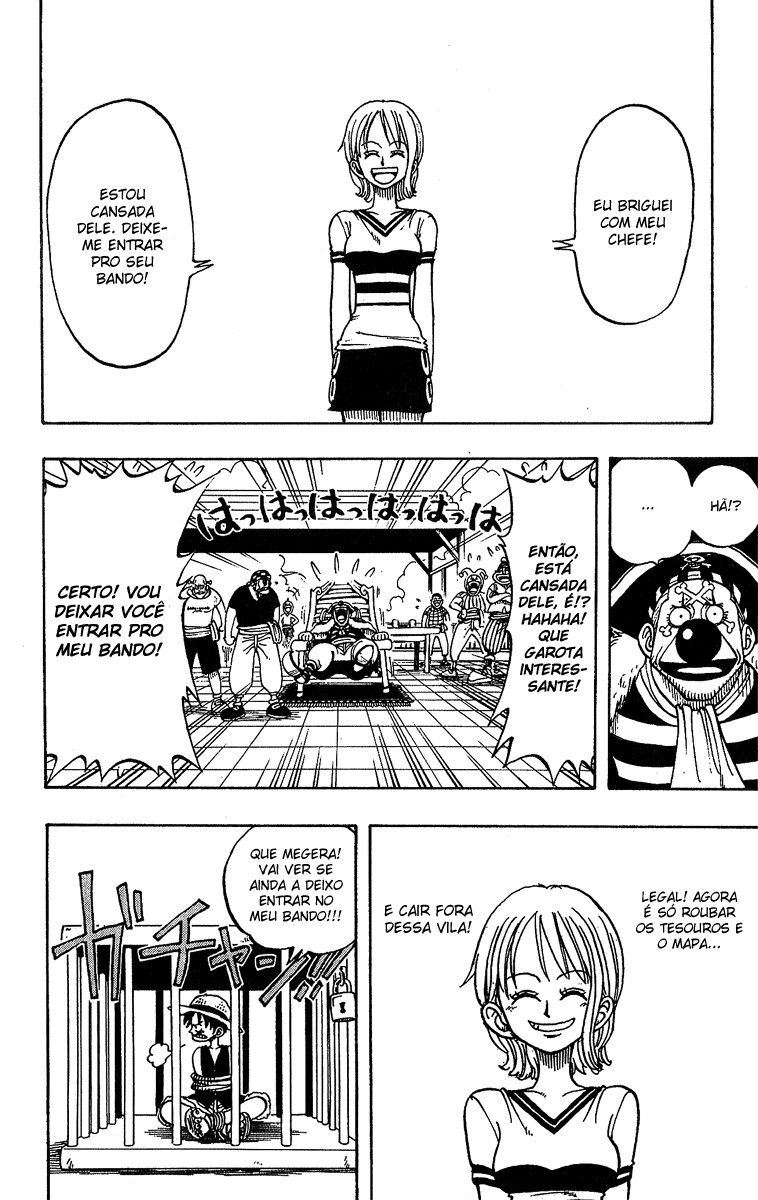 EU BRIGUEI
COM MEU
CHEFE!
ESTOU
CANSADA
DELE. DEIXE-
ME ENTRAR
PRO SEU
BANDO!
HÃ!?
...
はっはっはっはっはっは
ENTÃO,
ESTÁ
CANSADA
DELE, É!?
HAHAHA!
QUE
GAROTA
INTERES-
SANTE!
CERTO! VOU
DEIXAR VOCÊ
ENTRAR PRO
MEU BANDO!
LEGAL! AGORA
É SÓ ROUBAR
OS TESOUROS E
O MAPA...
E CAIR FORA
DESSA VILA!
QUE MEGERA!
VAI VER SE
AINDA A DEIXO
ENTRAR NO
MEU BANDO!!!
ガチャーン!!!